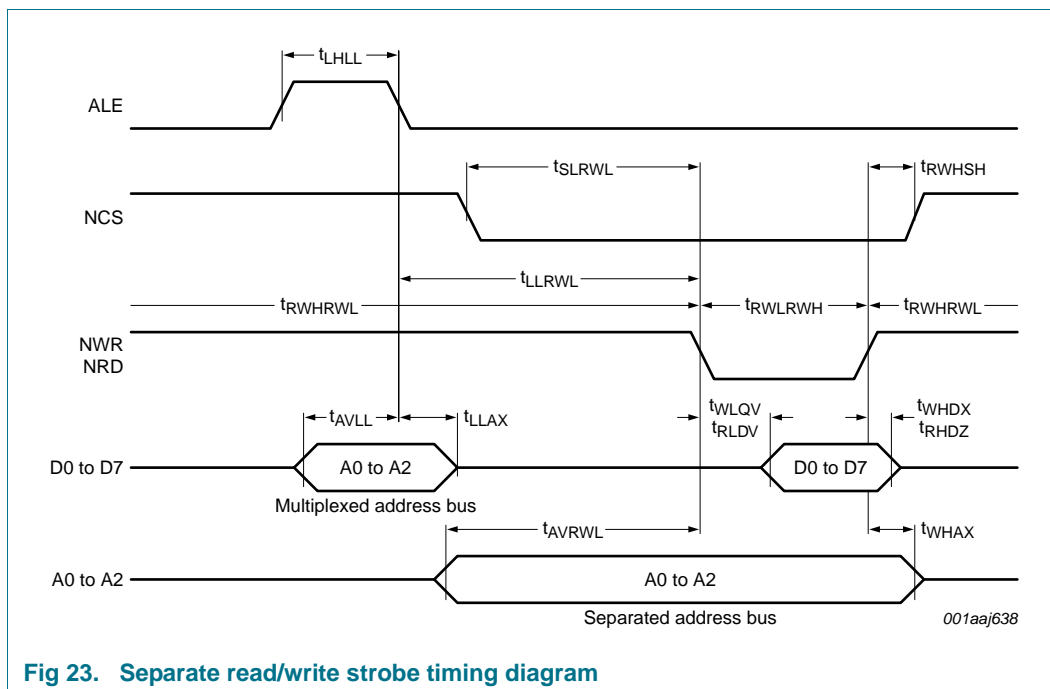 tLHLL
ALE
tSLRWL
tRWHSH
NCS
tLLRWL
tRWHRWL
tRWLRWH
tRWHRWL
NWR
NRD
tAVLL
tLLAX
tWLQV
tRLDV
tWHDX
tRHDZ
D0 to D7
A0 to A2
D0 to D7
Multiplexed address bus
tAVRWL
tWHAX
A0 to A2
A0 to A2
Separated address bus
001aaj638
Fig 23. Separate read/write strobe timing diagram